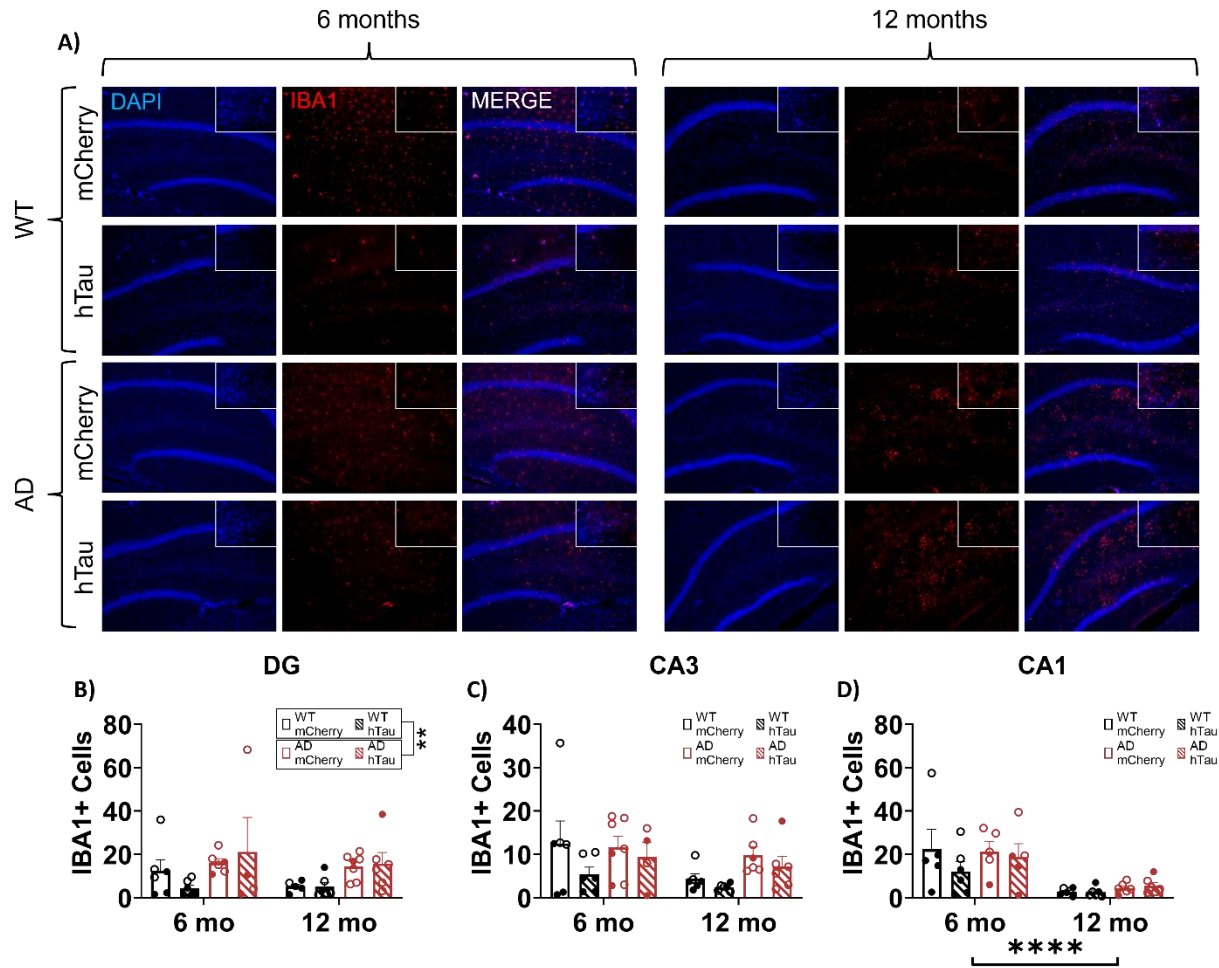 6 months 12 months
A)
DAPI IBA1 MERGE
WT
mCherry
hTau
AD
mCherry
hTau
DG CA3 CA1
B) C) D)
IBA1+ Cells
80
60
40
20
0
WT mCherry WT hTau
AD mCherry AD hTau
**
6 mo 12 mo
IBA1+ Cells
40
30
20
10
0
WT mCherry WT hTau
AD mCherry AD hTau
6 mo 12 mo
IBA1+ Cells
80
60
40
20
0
WT mCherry WT hTau
AD mCherry AD hTau
6 mo 12 mo
****